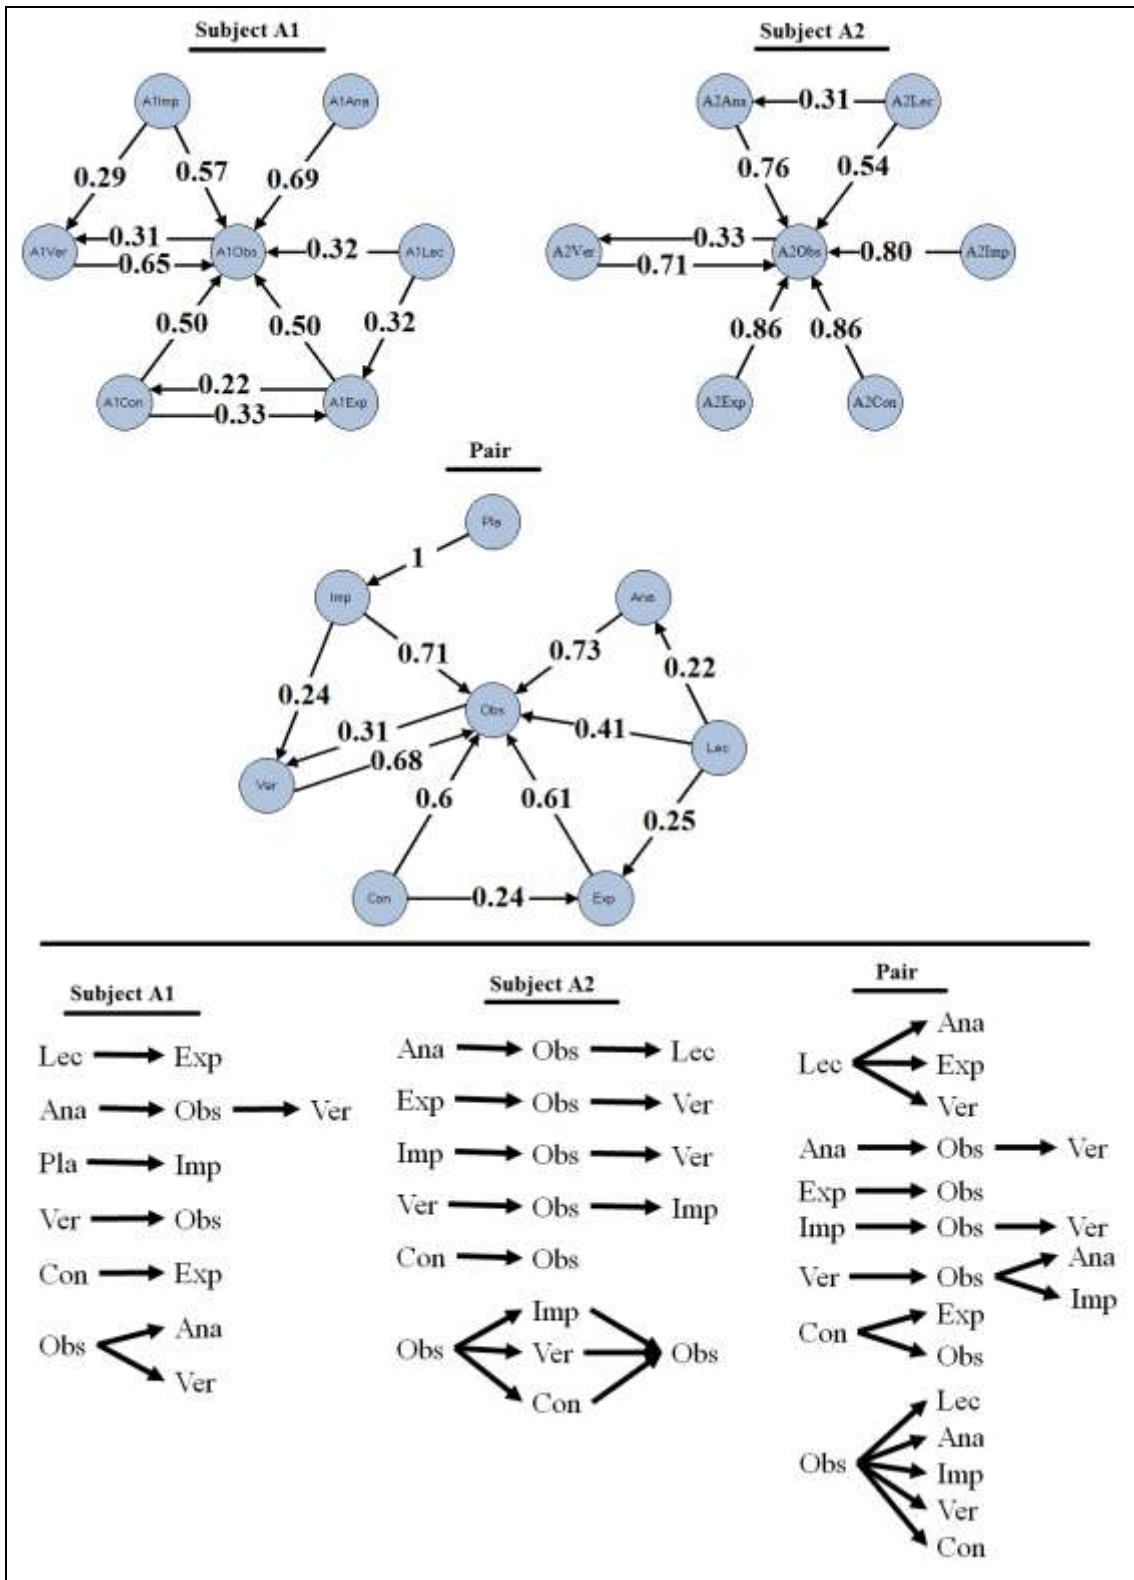 Subject A1
Subject A2
A1Imp
A1Ana
A2Ana
0.31
A2Lec
0.29
0.57
0.69
0.76
0.54
A1Ver
0.31
0.65
A1Obs
0.32
A1Lec
A2Ver
0.33
0.71
A2Obs
0.80
A2Imp
0.50
0.50
0.32
0.86
0.86
A1Con
0.22
0.33
A1Exp
A2Exp
A2Con
Pair
Pla
1
Imp
Ana
0.71
0.73
0.22
0.24
Obs
0.31
0.41
Lec
0.68
Ver
0.6
0.61
0.25
Con
0.24
Exp
Subject A1
Lec Exp
Ana Obs Ver
Pla Imp
Ver Obs
Con Exp
Obs
Ana
Ver
Subject A2
Ana Obs Lec
Exp Obs Ver
Imp Obs Ver
Ver Obs Imp
Con Obs
Imp
Obs Ver Obs
Con
Pair
Ana
Lec Exp
Ver
Ana Obs Ver
Exp Obs
Imp Obs Ver
Ana
Ver Obs
Imp
Exp
Con
Obs
Lec
Ana
Obs Imp
Ver
Con